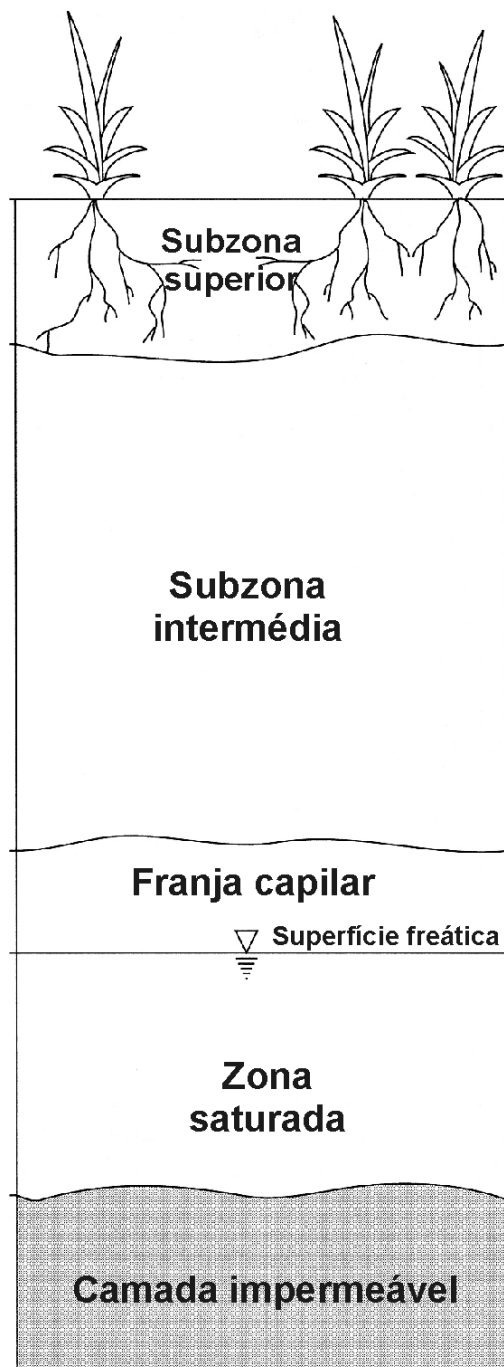 Subzona
superior
Subzona
intermédia
Franja capilar
Superfície freática
Zona
saturada
Camada impermeável